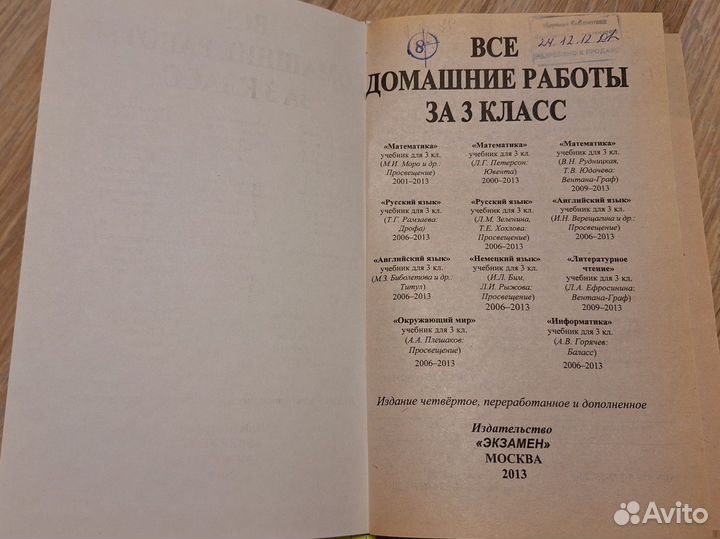 8
24.12.12
ВСЕ
ДОМАШНИЕ РАБОТЫ
ЗА 3 КЛАСС
«Математика»
учебник для 3 кл.
(М.И. Моро и др.:
Просвещение)
2001–2013
«Математика»
учебник для 3 кл.
(Л.Г. Петерсон:
Ювента)
2000–2013
«Математика»
учебник для 3 кл.
(В.Н. Рудницкая,
Т.В. Юдачева:
Вентана-Граф)
2009–2013
«Русский язык»
учебник для 3 кл.
(Т.Г. Рамзаева:
Дрофа)
2006–2013
«Русский язык»
учебник для 3 кл.
(Л.М. Зеленина,
Т.Е. Хохлова:
Просвещение)
2006–2013
«Английский язык»
учебник для 3 кл.
(И.Н. Верещагина и др.:
Просвещение)
2006–2013
«Английский язык»
учебник для 3 кл.
(М.З. Биболетова и др.:
Титул)
2006–2013
«Немецкий язык»
учебник для 3 кл.
(И.Л. Бим,
Л.И. Рыжова:
Просвещение)
2006–2013
«Литературное
чтение»
учебник для 3 кл.
(Л.А. Ефросинина:
Вентана-Граф)
2009–2013
«Окружающий мир»
учебник для 3 кл.
(А.А. Плешаков:
Просвещение)
2006–2013
«Информатика»
учебник для 3 кл.
(А.В. Горячев:
Баласс)
2006–2013
Издание четвёртое, переработанное и дополненное
Издательство
«ЭКЗАМЕН»
МОСКВА
2013
Avito